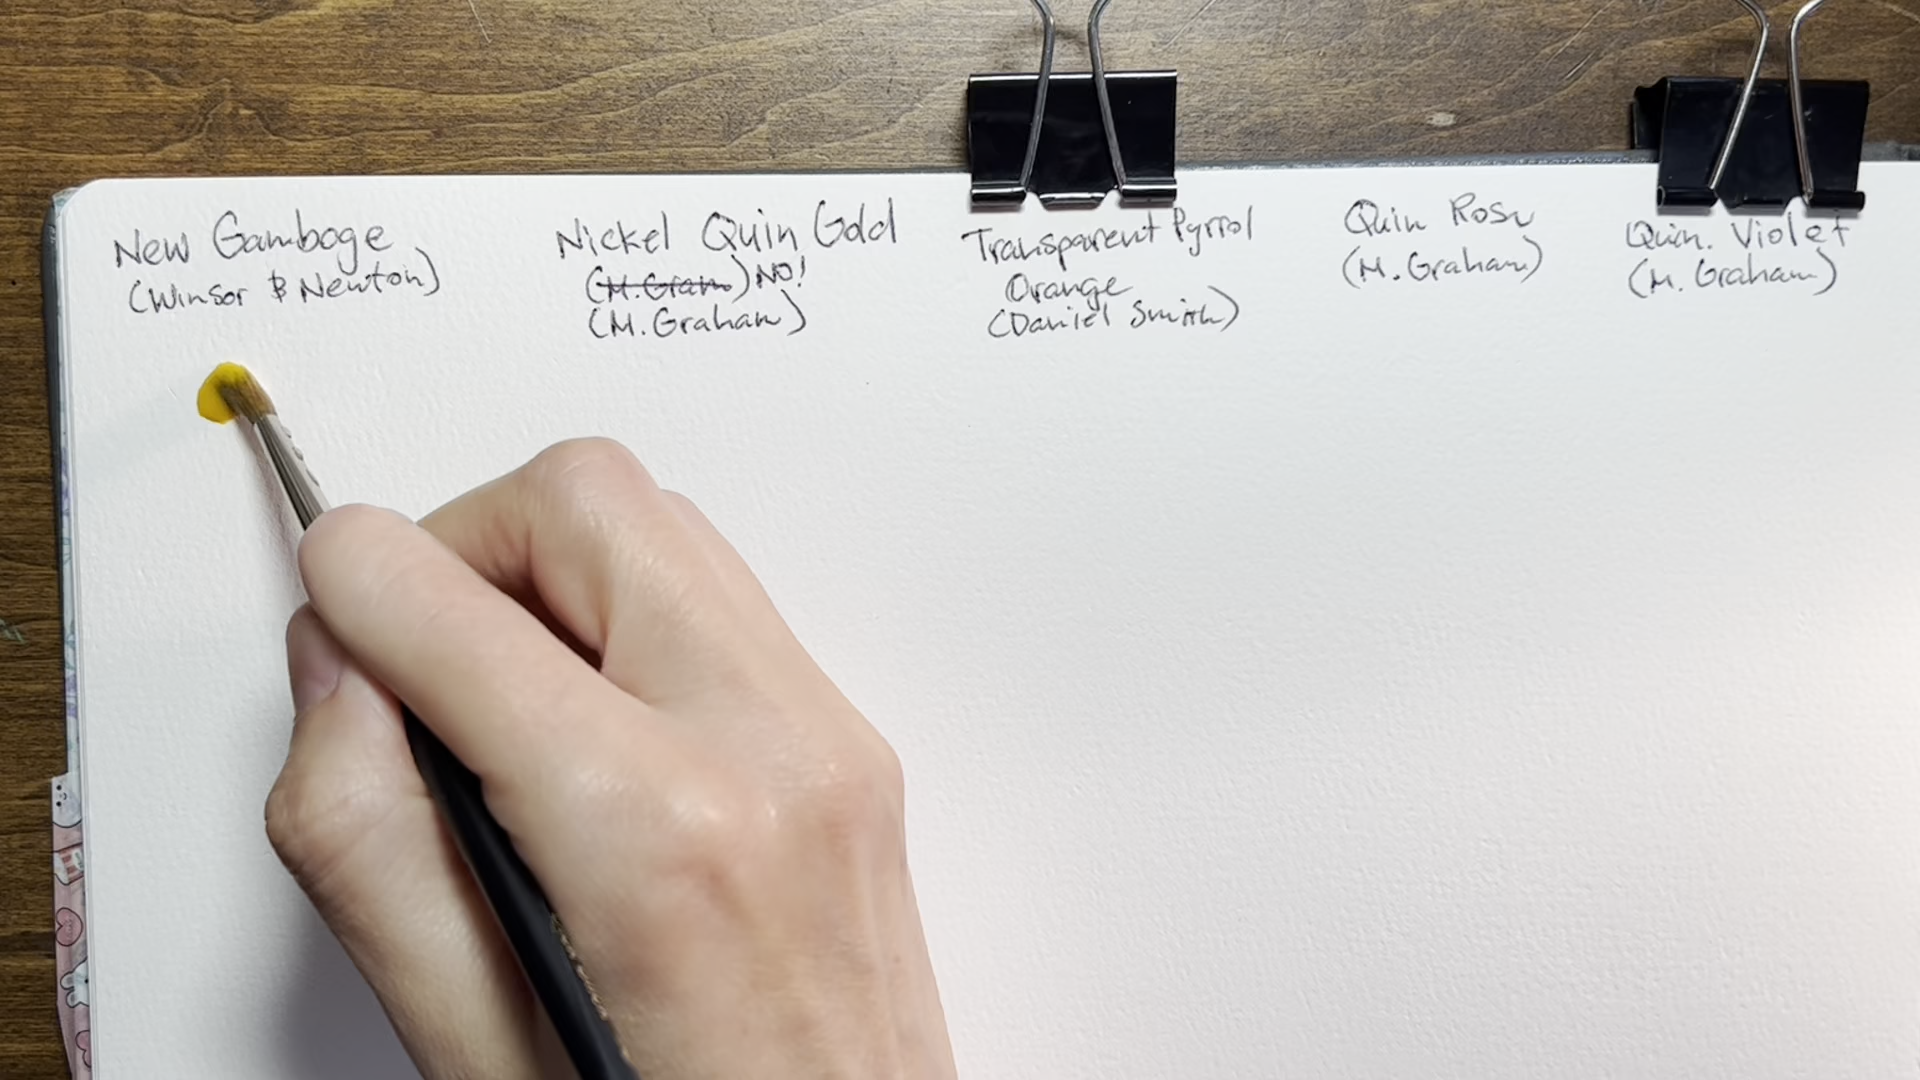 New Gamboge
(Winsor & Newton)
Nickel Quin Gold
(M.Gram) NO!
(M. Graham)
Transparent Pyrrol
Orange
(Daniel Smith)
Quin Rose
(M. Graham)
Quin. Violet
(M. Graham)